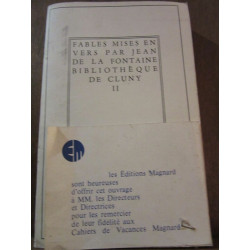 FABLES MISES EN
VERS PAR JEAN
DE LA FONTAINE
BIBLIOTHÈQUE
DE CLUNY
II
les Éditions Magnard
sont heureuses
d'offrir cet ouvrage
à MM. les Directeurs
et Directrices
pour les remercier
de leur fidélité aux
Cahiers de Vacances Magnard